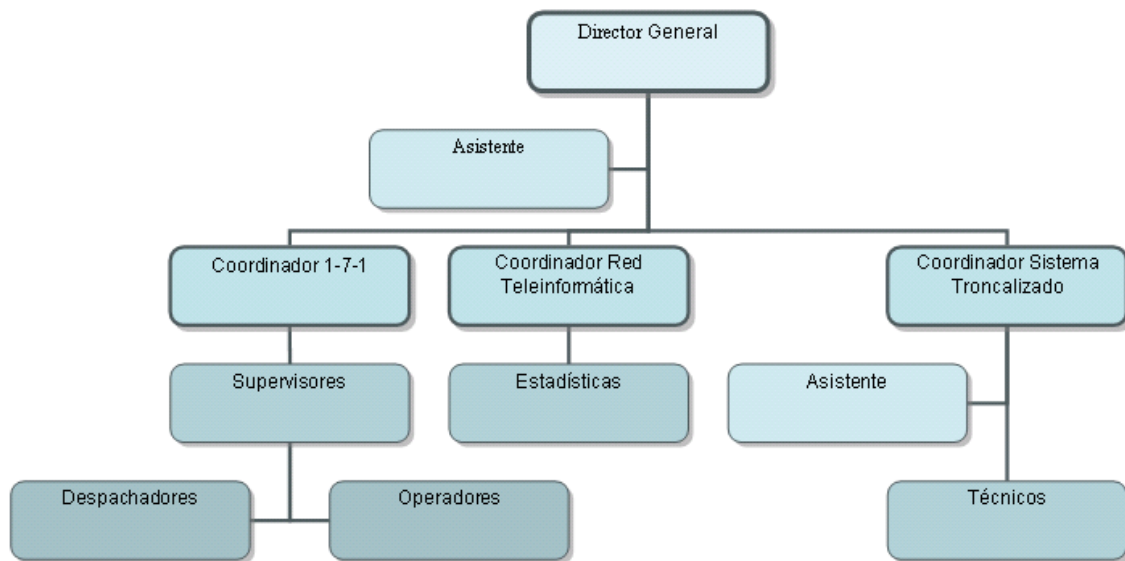 Director General
Asistente
Coordinador 1-7-1
Coordinador Red
Teleinformática
Coordinador Sistema
Troncalizado
Supervisores
Estadísticas
Asistente
Despachadores
Operadores
Técnicos